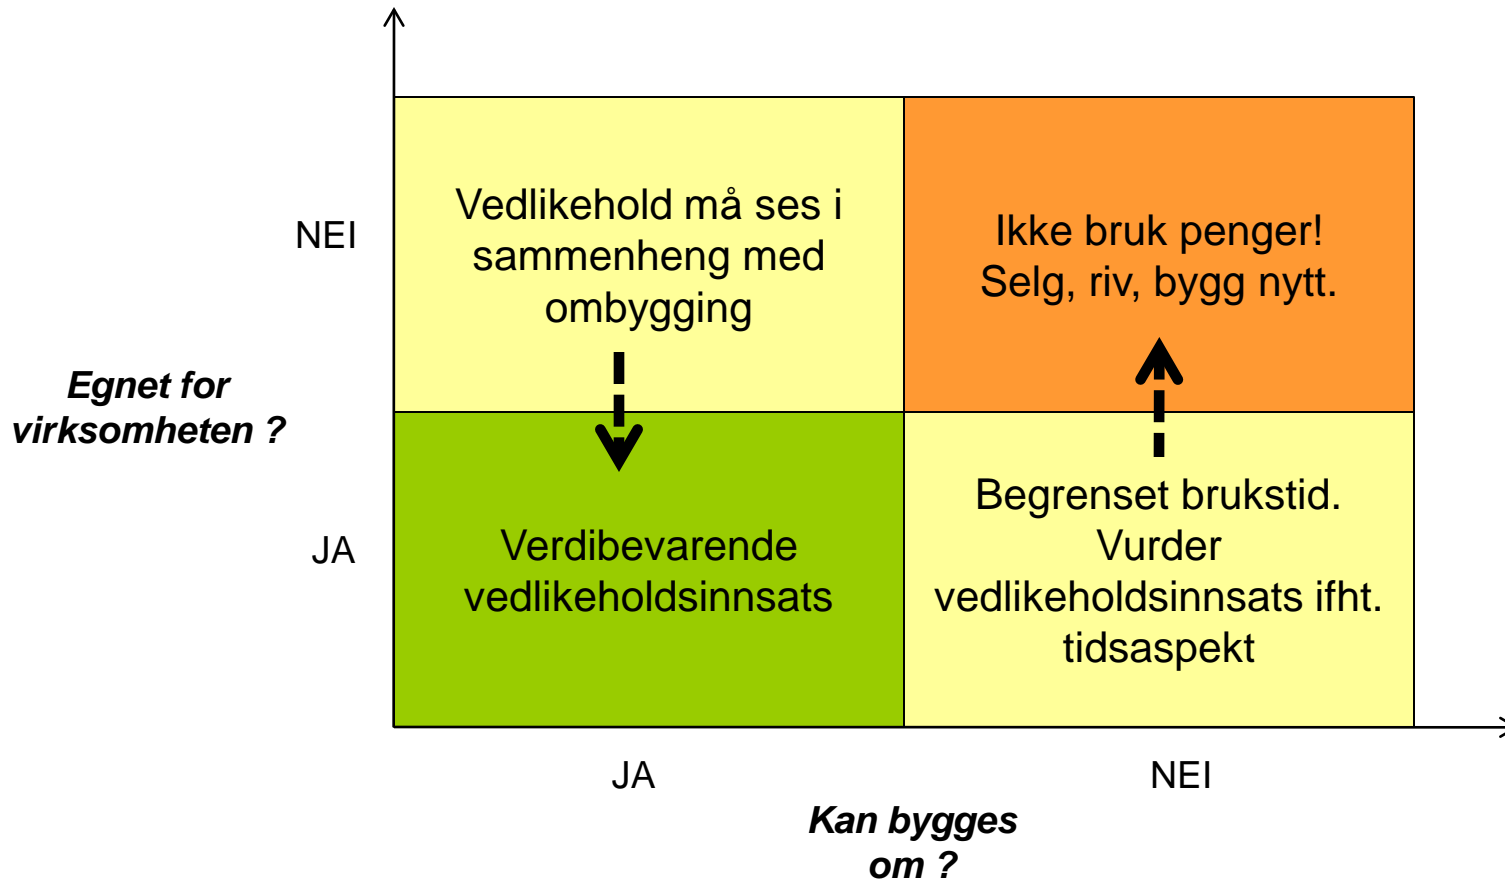 NEI
Vedlikehold må ses i
sammenheng med
ombygging
Ikke bruk penger!
Selg, riv, bygg nytt.
Egnet for
virksomheten ?
JA
Verdibevarende
vedlikeholdsinnsats
Begrenset brukstid.
Vurder
vedlikeholdsinnsats ifht.
tidsaspekt
JA
NEI
Kan bygges
om ?